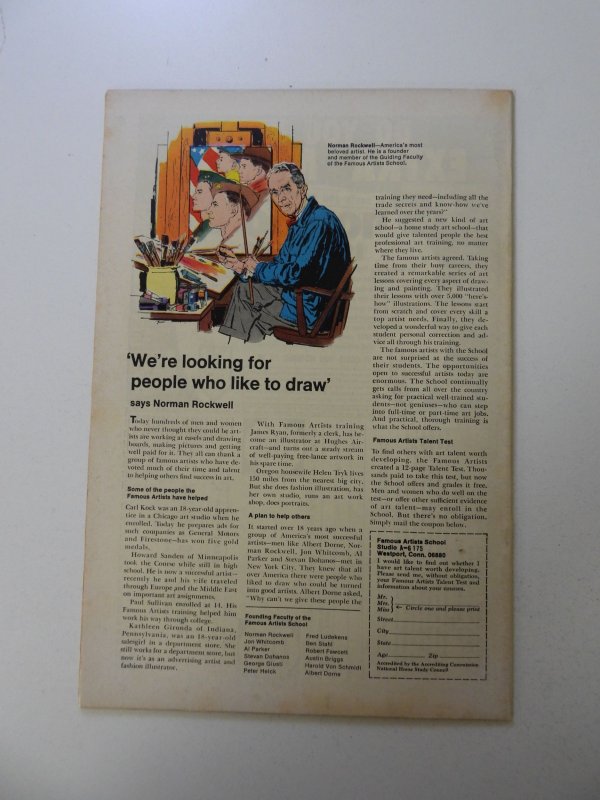 Norman Rockwell—America's most
beloved artist. He is a founder
and member of the Guiding Faculty
of the Famous Artists School.
'We're looking for
people who like to draw'
says Norman Rockwell
Today hundreds of men and women
who never thought they could be art-
ists are working at easels and drawing
boards, making pictures and getting
well paid for it. They all can thank a
group of famous artists who have de-
voted much of their time and talent
to helping others find success in art.
Some of the people the
Famous Artists have helped
Carl Kock was an 18-year-old appren-
tice in a Chicago art studio when he
enrolled. Today he prepares ads for
such companies as General Motors
and Firestone—has won five gold
medals.
Howard Sanden of Minneapolis
took the Course while still in high
school. He is now a successful artist—
recently he and his wife traveled
through Europe and the Middle East
on important art assignments.
Paul Sullivan enrolled at 14. His
Famous Artists training helped him
work his way through college.
Kathleen Gironda of Indiana,
Pennsylvania, was an 18-year-old
salesgirl in a department store. She
still works for a department store, but
now it's as an advertising artist and
fashion illustrator.
With Famous Artists training
James Ryan, formerly a clerk, has be-
come an illustrator at Hughes Air-
craft—and turns out a steady stream
of well-paying free-lance artwork in
his spare time.
Oregon housewife Helen Tryk lives
150 miles from the nearest big city.
But she does fashion illustration, has
her own studio, runs an art work
shop, does portraits.
A plan to help others
It started over 18 years ago when a
group of America's most successful
artists—men like Albert Dorne, Nor-
man Rockwell, Jon Whitcomb, Al
Parker and Stevan Dohanos—met in
New York City. They knew that all
over America there were people who
liked to draw who could be turned
into good artists. Albert Dorne asked,
"Why can't we give these people the
Founding Faculty of the
Famous Artists School
Norman Rockwell
Jon Whitcomb
Al Parker
Stevan Dohanos
George Giusti
Peter Helck
Fred Ludekens
Ben Stahl
Robert Fawcett
Austin Briggs
Harold Von Schmidt
Albert Dorne
training they need—including all the
trade secrets and know-how we've
learned over the years?"
He suggested a new kind of art
school—a home study art school—that
would give talented people the best
professional art training, no matter
where they live.
The famous artists agreed. Taking
time from their busy careers, they
created a remarkable series of art
lessons covering every aspect of draw-
ing and painting. They illustrated
their lessons with over 5,000 "here's-
how" illustrations. The lessons start
from scratch and cover every skill a
top artist needs. Finally, they de-
veloped a wonderful way to give each
student personal correction and ad-
vice all through his training.
The famous artists with the School
are not surprised at the success of
their students. The opportunities
open to successful artists today are
enormous. The School continually
gets calls from all over the country
asking for practical well-trained stu-
dents—not geniuses—who can step
into full-time or part-time art jobs.
And practical, thorough training is
what the School offers.
Famous Artists Talent Test
To find others with art talent worth
developing, the Famous Artists
created a 12-page Talent Test. Thou-
sands paid to take this test, but now
the School offers and grades it free.
Men and women who do well on the
test—or offer other sufficient evidence
of art talent—may enroll in the
School. But there's no obligation.
Simply mail the coupon below.
Famous Artists School
Studio 6175
Westport, Conn. 06880
I would like to find out whether I
have art talent worth developing.
Please send me, without obligation,
your Famous Artists Talent Test and
information about your courses.
Mr.
Mrs.
Miss
Circle one and please print
Street
City
State
Age Zip
Accredited by the Accrediting Commission
National Home Study Council